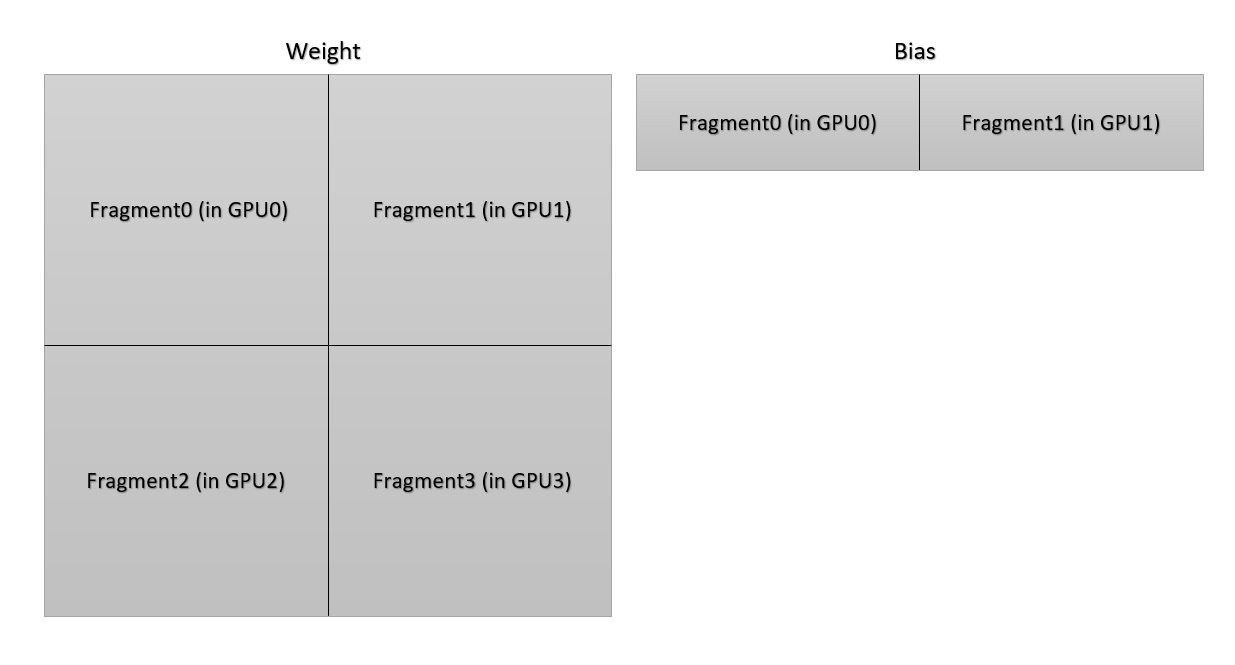 Weight
Bias
Fragment0 (in GPU0)
Fragment1 (in GPU1)
Fragment0 (in GPU0)
Fragment1 (in GPU1)
Fragment2 (in GPU2)
Fragment3 (in GPU3)